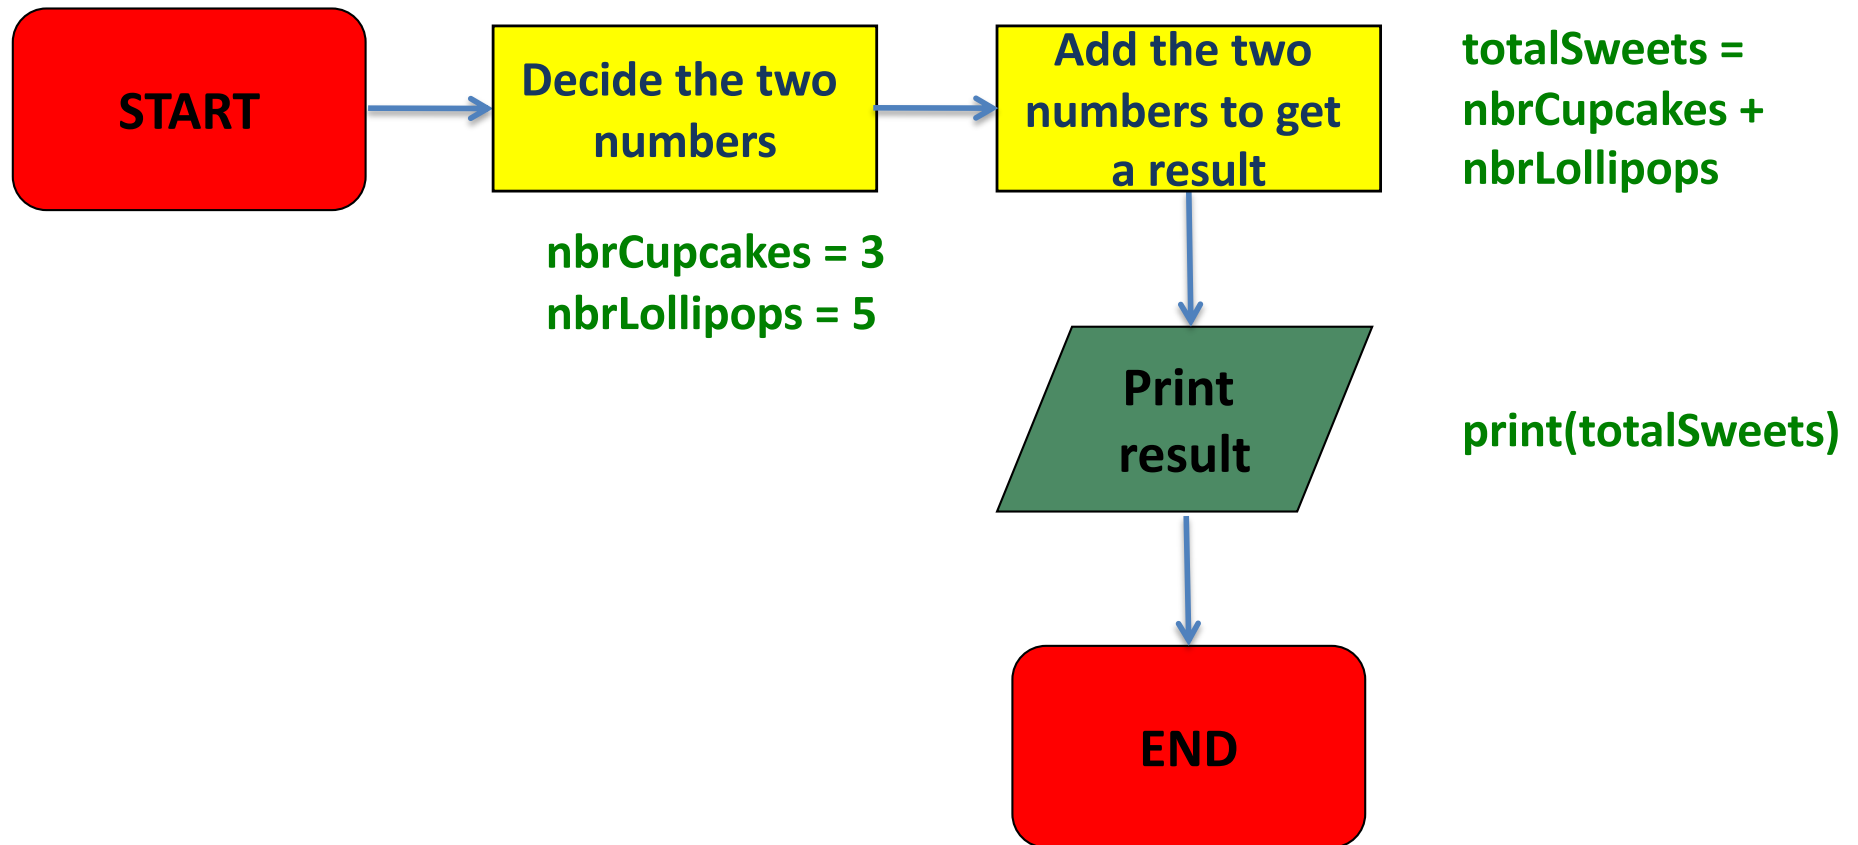 START
Decide the two
numbers
nbrCupcakes = 3
nbrLollipops = 5
Add the two
numbers to get
a result
totalSweets =
nbrCupcakes +
nbrLollipops
Print
result
print(totalSweets)
END